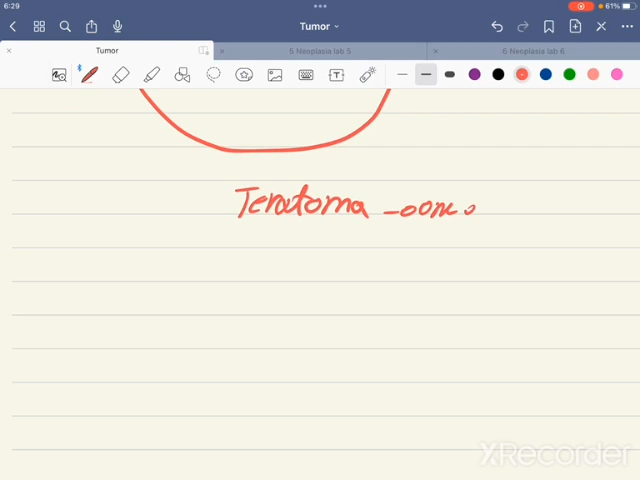 6:29
61%
Tumor
Tumor
5 Neoplasia lab 5
6 Neoplasia lab 6
Teratoma
XRecorder